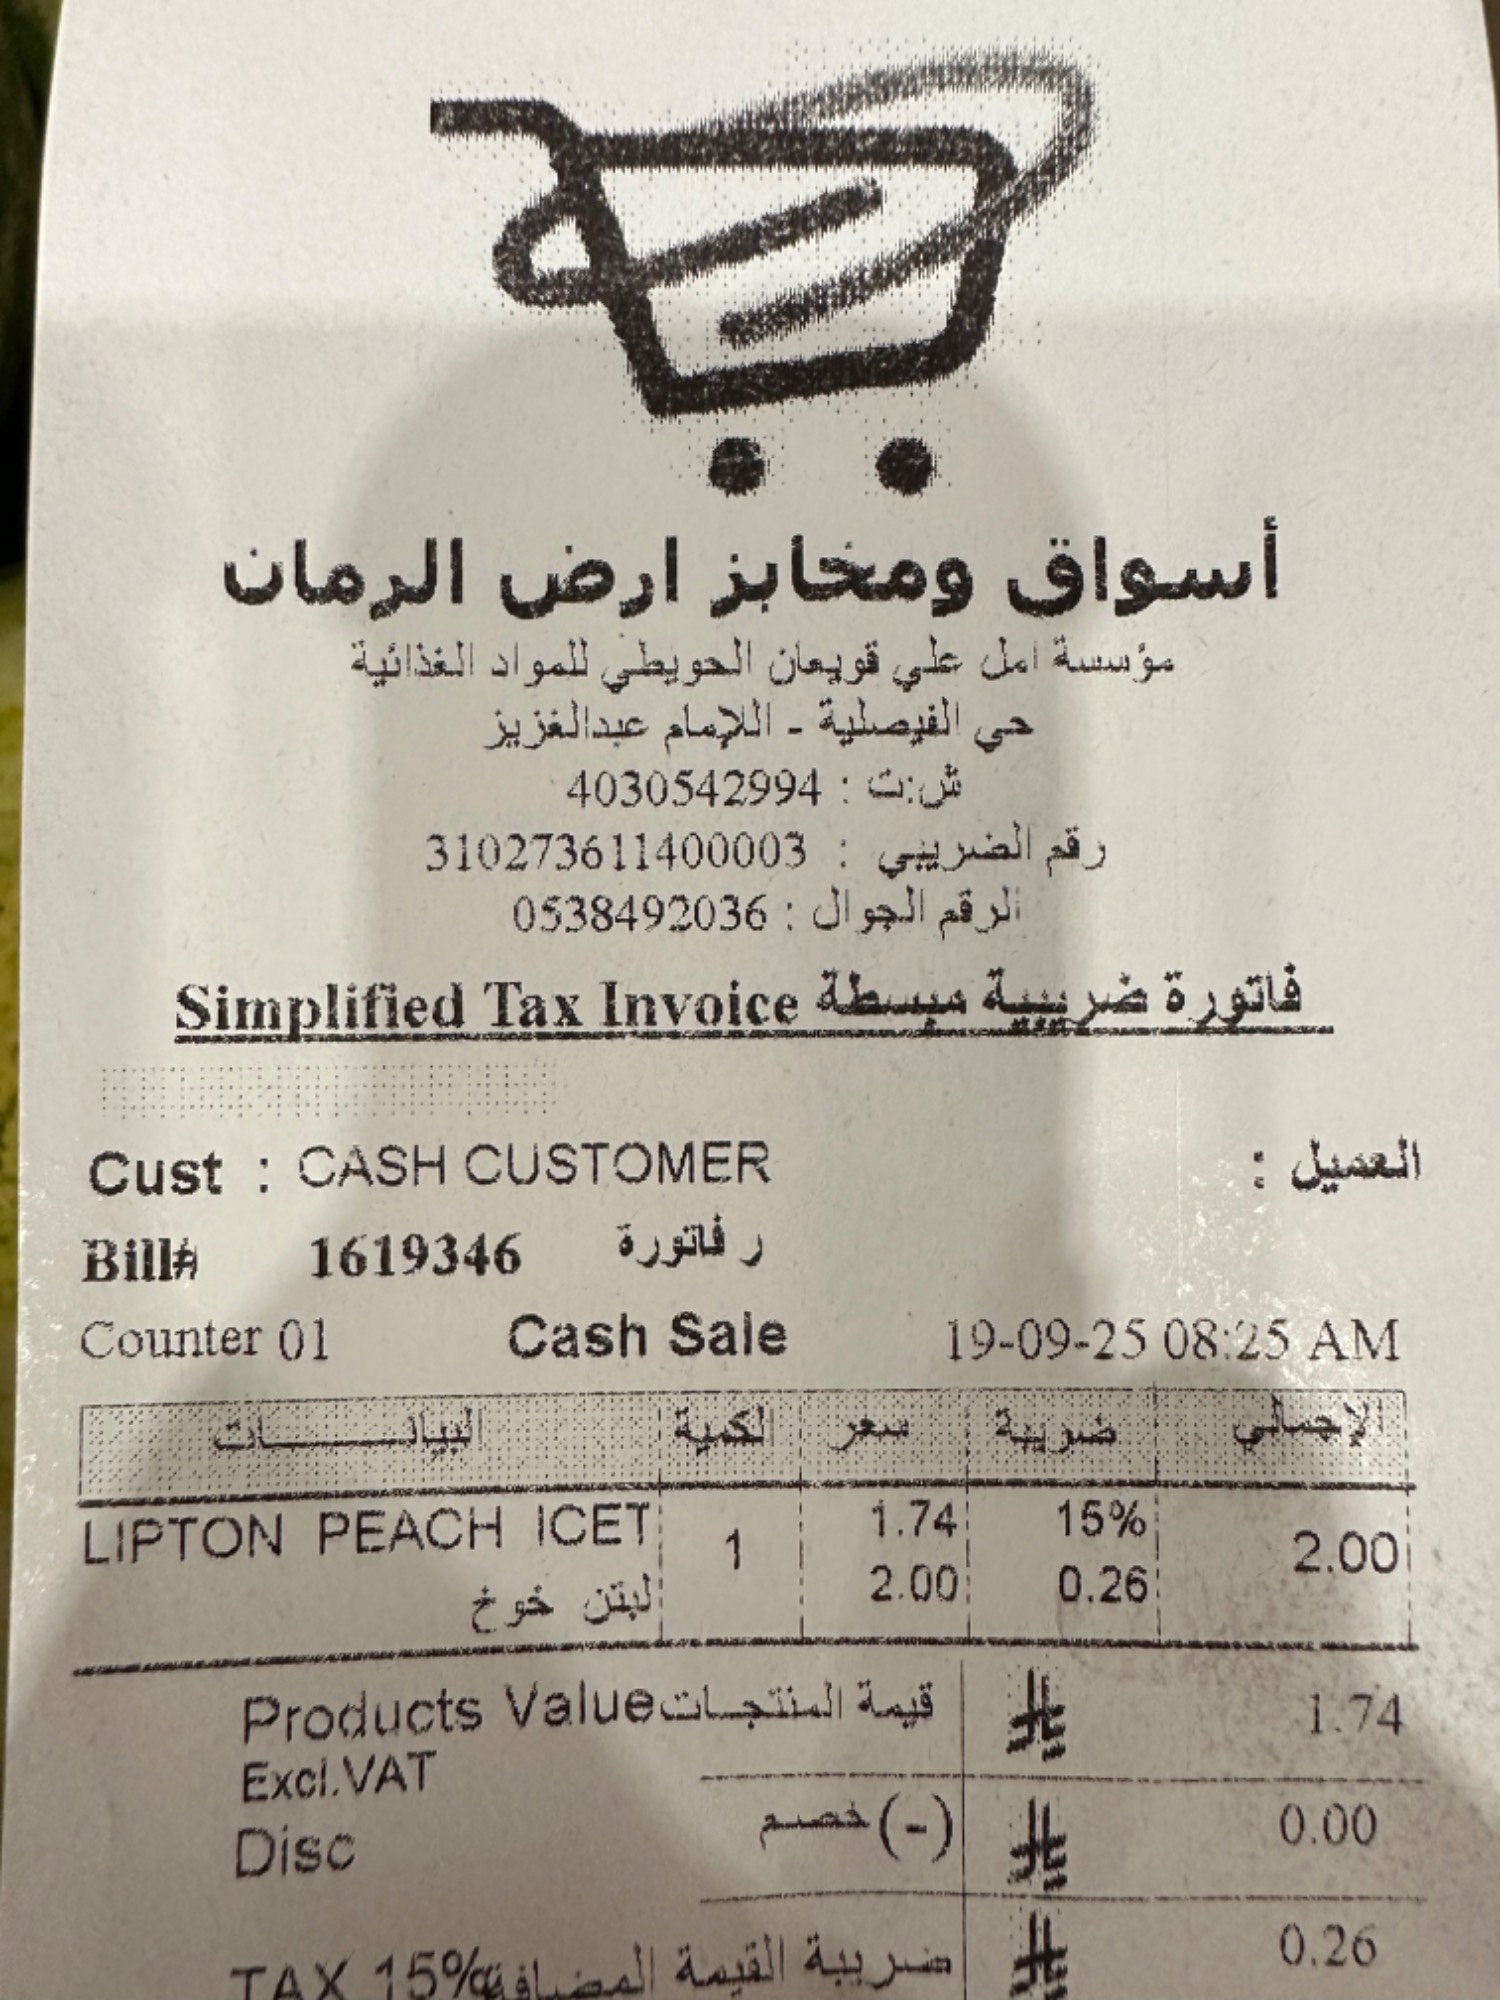 أسواق ومخابز ارض الرمان
مؤسسة امل علي قويعان الحويطي للمواد الغذائية
حي الفيصلية - اللإمام عبدالغزيز
ش:ت : 4030542994
رقم الضريبي : 310273611400003
الرقم الجوال : 0538492036
Simplified Tax Invoice فاتورة ضريبية مبسطة
Cust : CASH CUSTOMER العميل :
Bill# 1619346 ر فاتورة
Counter 01 Cash Sale 19-09-25 08:25 AM
البيانـــــــات الكمية سعر ضريبة الإجمالي
LIPTON PEACH ICET 1 1.74 15% 2.00
لبتن خوخ 2.00 0.26
Products Value قيمة المنتجـات 1.74
Excl.VAT
Disc خصم (-) 0.00
TAX 15% ضريبة القيمة المضافة 0.26